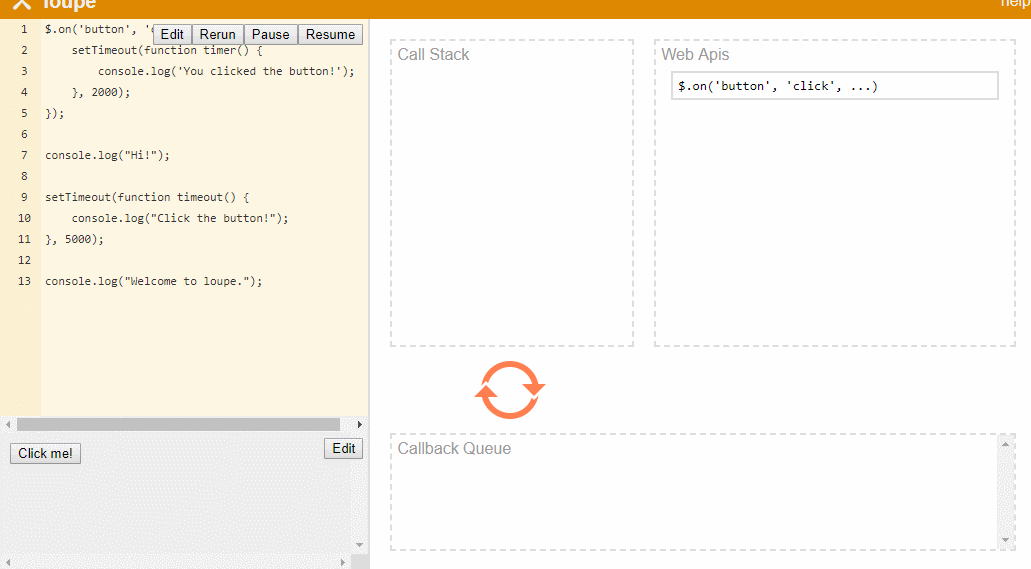 loupe
help
Edit Rerun Pause Resume
1 $.on('button', '
2 setTimeout(function timer() {
3 console.log('You clicked the button!');
4 }, 2000);
5 });
6
7 console.log("Hi!");
8
9 setTimeout(function timeout() {
10 console.log("Click the button!");
11 }, 5000);
12
13 console.log("Welcome to loupe.");
Click me!
Edit
Call Stack
Web Apis
$.on('button', 'click', ...)
Callback Queue